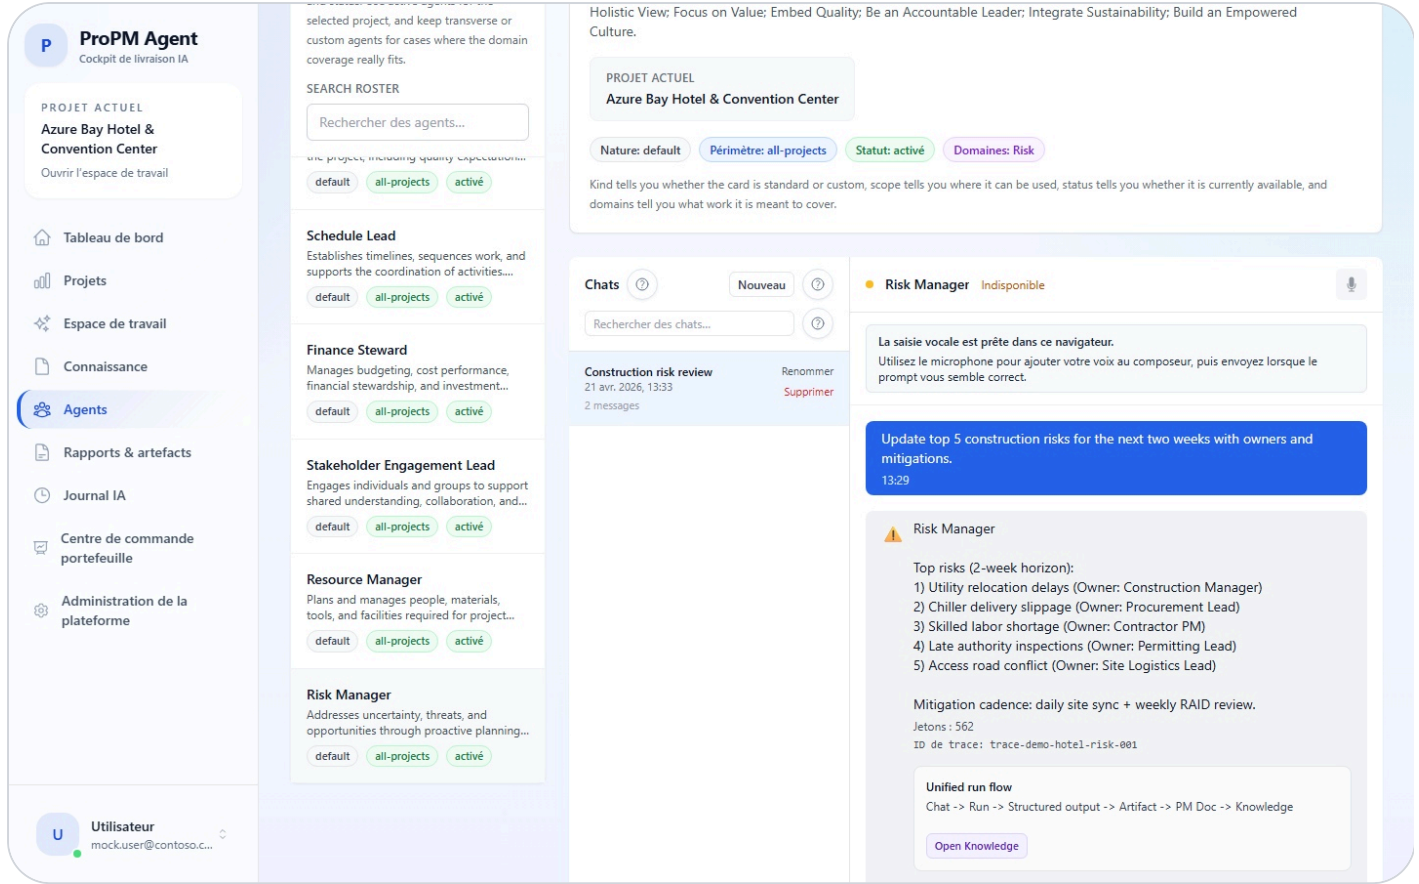 P
ProPM Agent
Cockpit de livraison IA
PROJET ACTUEL
Azure Bay Hotel &
Convention Center
Ouvrir l'espace de travail
Tableau de bord
Projets
Espace de travail
Connaissance
Agents
Rapports & artefacts
Journal IA
Centre de commande
portefeuille
Administration de la
plateforme
U
Utilisateur
mock.user@contoso.c...
selected project, and keep transverse or
custom agents for cases where the domain
coverage really fits.
SEARCH ROSTER
Rechercher des agents...
the project, including quality expectation...
default all-projects activé
Schedule Lead
Establishes timelines, sequences work, and
supports the coordination of activities....
default all-projects activé
Finance Steward
Manages budgeting, cost performance,
financial stewardship, and investment...
default all-projects activé
Stakeholder Engagement Lead
Engages individuals and groups to support
shared understanding, collaboration, and...
default all-projects activé
Resource Manager
Plans and manages people, materials,
tools, and facilities required for project...
default all-projects activé
Risk Manager
Addresses uncertainty, threats, and
opportunities through proactive planning...
default all-projects activé
Holistic View; Focus on Value; Embed Quality; Be an Accountable Leader; Integrate Sustainability; Build an Empowered
Culture.
PROJET ACTUEL
Azure Bay Hotel & Convention Center
Nature: default Périmètre: all-projects Statut: activé Domaines: Risk
Kind tells you whether the card is standard or custom, scope tells you where it can be used, status tells you whether it is currently available, and
domains tell you what work it is meant to cover.
Chats ? Nouveau ?
Rechercher des chats... ?
Construction risk review Renommer
21 avr. 2026, 13:33 Supprimer
2 messages
Risk Manager Indisponible
La saisie vocale est prête dans ce navigateur.
Utilisez le microphone pour ajouter votre voix au composeur, puis envoyez lorsque le
prompt vous semble correct.
Update top 5 construction risks for the next two weeks with owners and
mitigations.
13:29
Risk Manager
Top risks (2-week horizon):
1) Utility relocation delays (Owner: Construction Manager)
2) Chiller delivery slippage (Owner: Procurement Lead)
3) Skilled labor shortage (Owner: Contractor PM)
4) Late authority inspections (Owner: Permitting Lead)
5) Access road conflict (Owner: Site Logistics Lead)
Mitigation cadence: daily site sync + weekly RAID review.
Jetons : 562
ID de trace: trace-demo-hotel-risk-001
Unified run flow
Chat -> Run -> Structured output -> Artifact -> PM Doc -> Knowledge
Open Knowledge